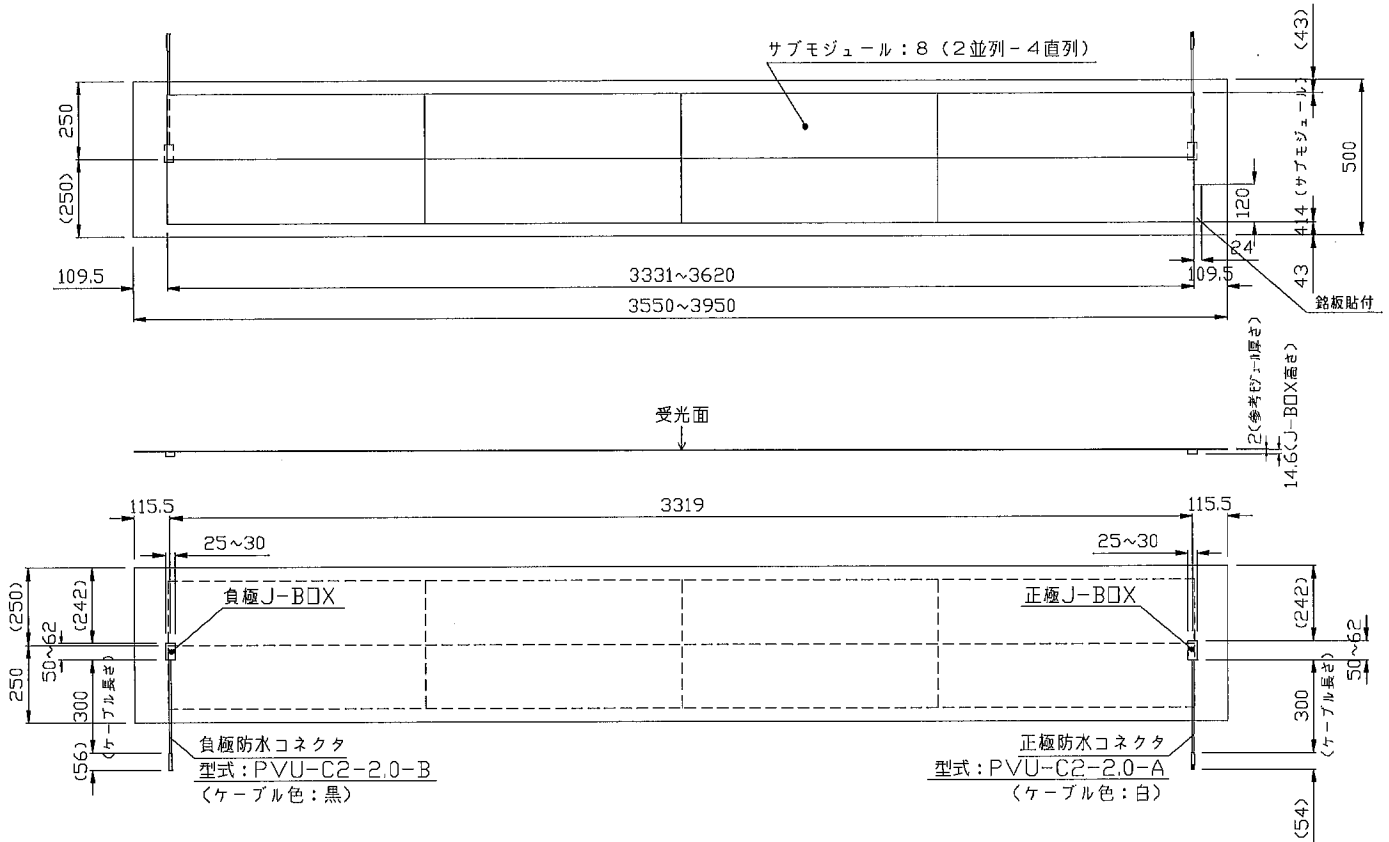 サブモジュール：8（2並列－4直列）
(43)
250
(250)
414（サブモジュール）
500
120
24
43
109.5
3331~3620
109.5
3550~3950
銘板貼付
2(参考モジュール厚さ)
14.6(J-BOX高さ)
受光面
115.5
3319
115.5
25~30
25~30
(250)
(242)
負極J-BOX
正極J-BOX
(242)
50~62
50~62
250
300
（ケーブル長さ）
300
（ケーブル長さ）
(56)
負極防水コネクタ
型式：PVU-C2-2.0-B
（ケーブル色：黒）
正極防水コネクタ
型式：PVU-C2-2.0-A
（ケーブル色：白）
(54)